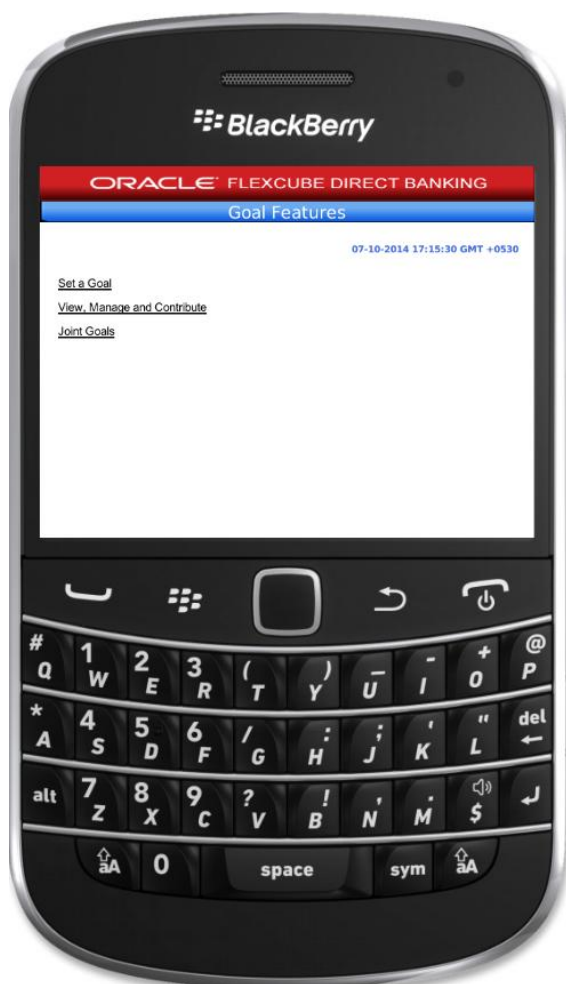 BlackBerry
ORACLE FLEXCUBE DIRECT BANKING
Goal Features
07-10-2014 17:15:30 GMT +0530
Set a Goal
View, Manage and Contribute
Joint Goals
# 1 2 3 ( ) _ - + @
Q W E R T Y U I O P
* 4 5 6 / : ; ' " del
A S D F G H J K L
alt 7 8 9 ? ! , .
Z X C V B N M $
aA 0 space sym aA